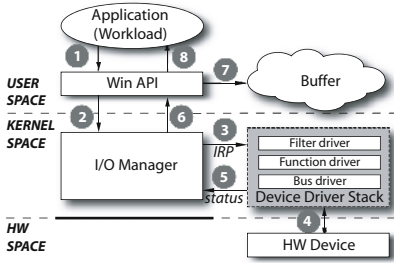 Application
(Workload)
1
8
7
USER
SPACE
Win API
Buffer
2
6
KERNEL
SPACE
3
I/O Manager
IRP
Filter driver
Function driver
5
Bus driver
status
Device Driver Stack
4
HW
SPACE
HW Device